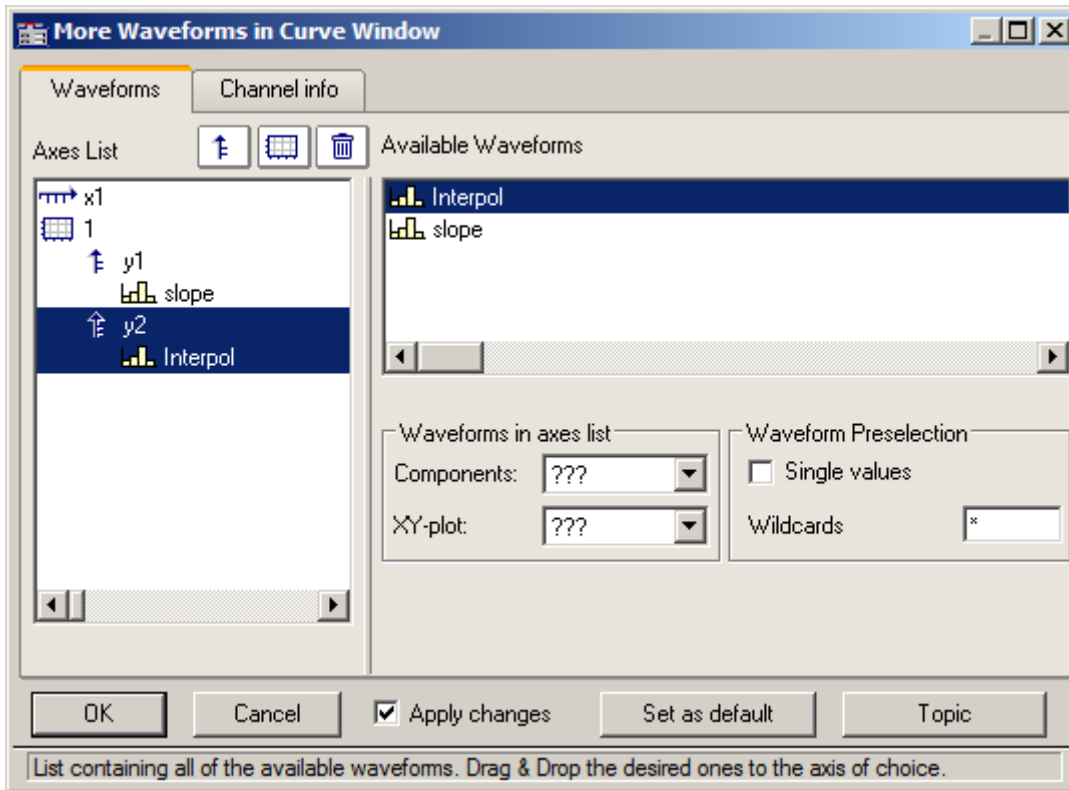 More Waveforms in Curve Window
Waveforms
Channel info
Axes List
Available Waveforms
x1
1
y1
slope
y2
Interpol
Interpol
slope
Waveforms in axes list
Components: ???
XY-plot: ???
Waveform Preselection
Single values
Wildcards *
OK
Cancel
Apply changes
Set as default
Topic
List containing all of the available waveforms. Drag & Drop the desired ones to the axis of choice.